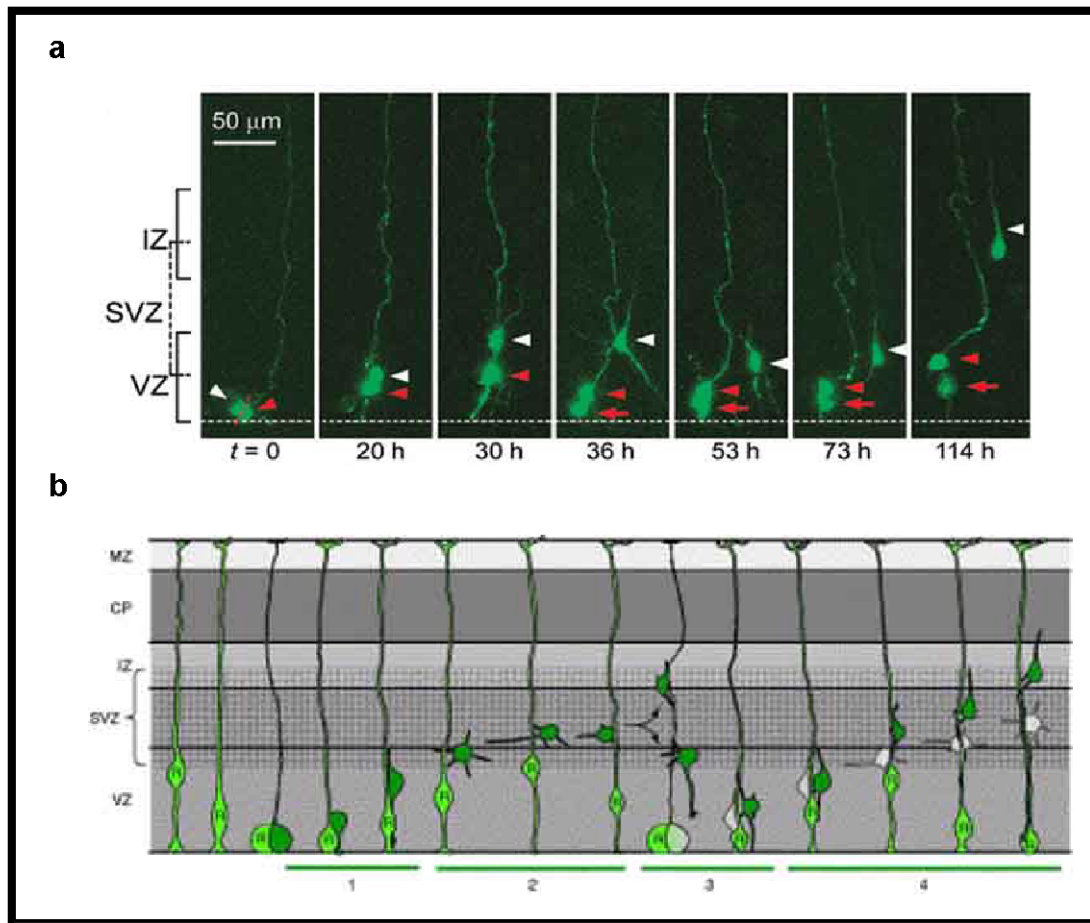 a
50 μm
IZ
SVZ
VZ
t = 0 20 h 30 h 36 h 53 h 73 h 114 h
b
MZ
CP
IZ
SVZ
VZ
R R R R R R R R R R R R R R
1 2 3 4